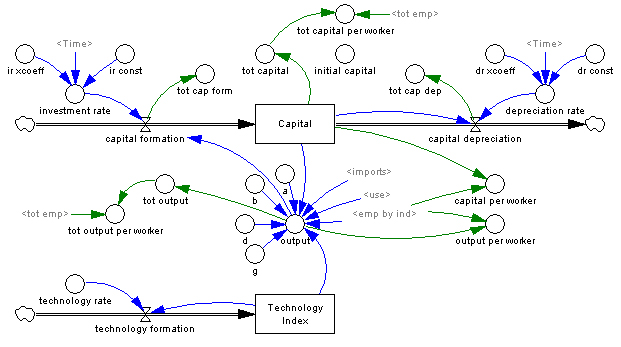 <tot emp>
tot capital per worker
<Time>
<Time>
ir xcoeff
ir const
tot capital
initial capital
dr xcoeff
dr const
tot cap form
tot cap dep
investment rate
depreciation rate
Capital
capital formation
capital depreciation
<imports>
a
<use>
b
tot output
capital per worker
<tot emp>
<emp by ind>
tot output per worker
d
output
output per worker
g
technology rate
Technology
Index
technology formation